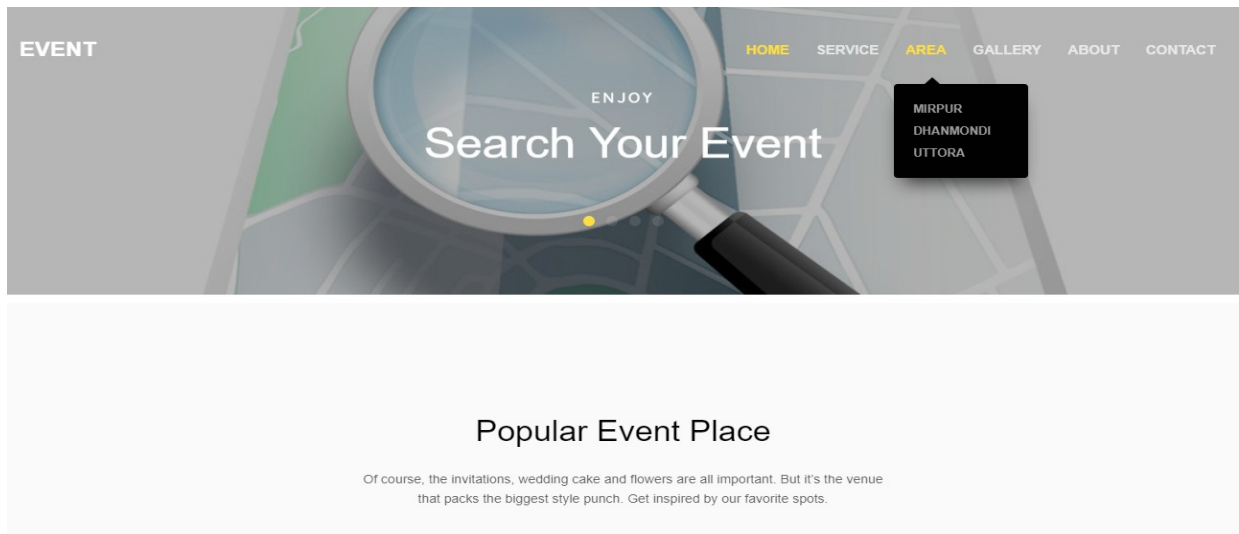 EVENT
HOME SERVICE AREA GALLERY ABOUT CONTACT
MIRPUR
DHANMONDI
UTTORA
ENJOY
Search Your Event
Popular Event Place
Of course, the invitations, wedding cake and flowers are all important. But it's the venue
that packs the biggest style punch. Get inspired by our favorite spots.